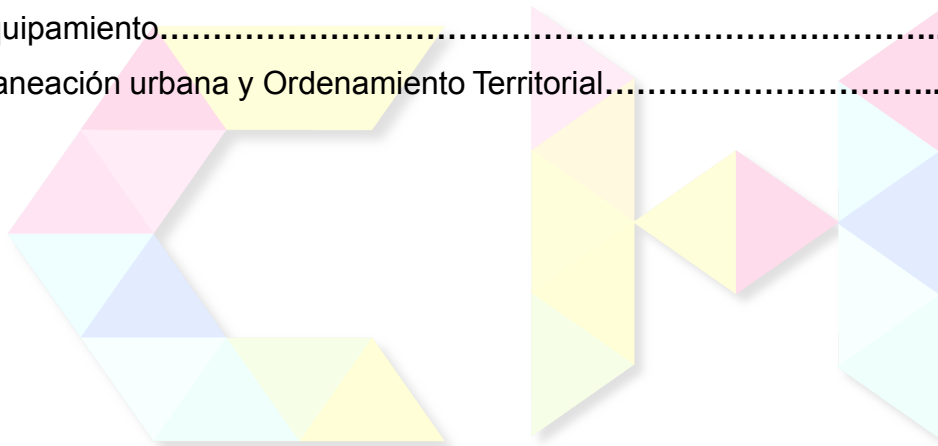 quipamiento……………………………………………………………………………...
aneación urbana y Ordenamiento Territorial……………………………...